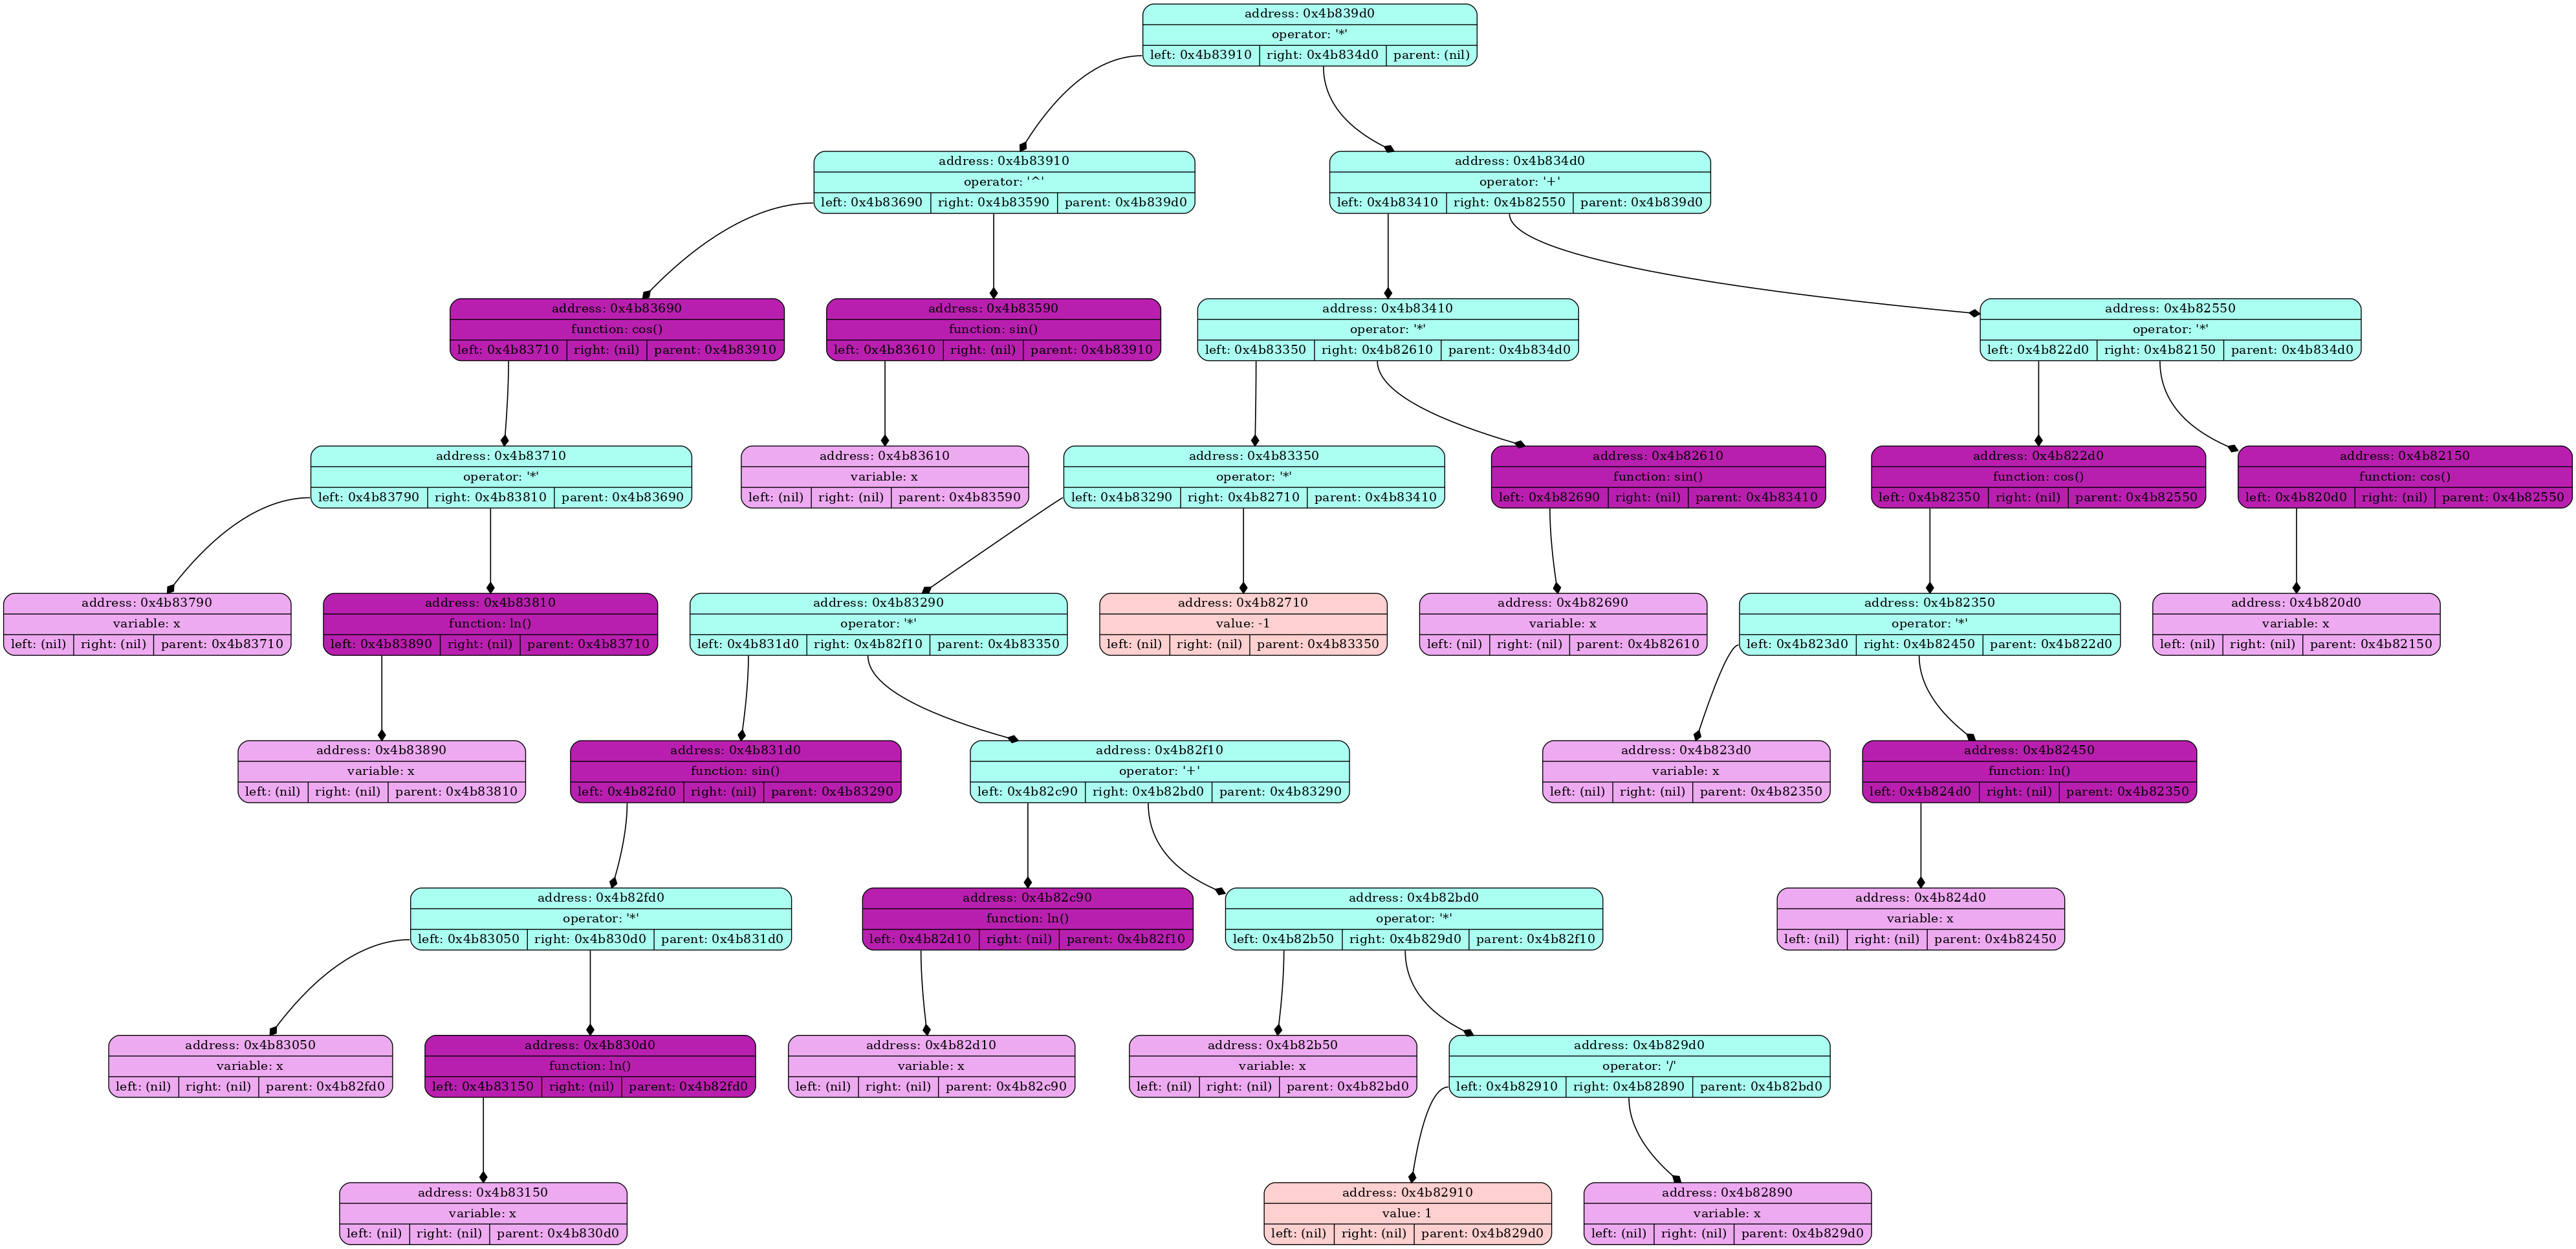 address: 0x4b839d0
operator: '*'
left: 0x4b83910 right: 0x4b834d0 parent: (nil)
address: 0x4b83910
operator: '^'
left: 0x4b83690 right: 0x4b83590 parent: 0x4b839d0
address: 0x4b834d0
operator: '+'
left: 0x4b83410 right: 0x4b82550 parent: 0x4b839d0
address: 0x4b83690
function: cos()
left: 0x4b83710 right: (nil) parent: 0x4b83910
address: 0x4b83590
function: sin()
left: 0x4b83610 right: (nil) parent: 0x4b83910
address: 0x4b83410
operator: '*'
left: 0x4b83350 right: 0x4b82610 parent: 0x4b834d0
address: 0x4b82550
operator: '*'
left: 0x4b822d0 right: 0x4b82150 parent: 0x4b834d0
address: 0x4b83710
operator: '*'
left: 0x4b83790 right: 0x4b83810 parent: 0x4b83690
address: 0x4b83610
variable: x
left: (nil) right: (nil) parent: 0x4b83590
address: 0x4b83350
operator: '*'
left: 0x4b83290 right: 0x4b82710 parent: 0x4b83410
address: 0x4b82610
function: sin()
left: 0x4b82690 right: (nil) parent: 0x4b83410
address: 0x4b822d0
function: cos()
left: 0x4b82350 right: (nil) parent: 0x4b82550
address: 0x4b82150
function: cos()
left: 0x4b820d0 right: (nil) parent: 0x4b82550
address: 0x4b83790
variable: x
left: (nil) right: (nil) parent: 0x4b83710
address: 0x4b83810
function: ln()
left: 0x4b83890 right: (nil) parent: 0x4b83710
address: 0x4b83290
operator: '*'
left: 0x4b831d0 right: 0x4b82f10 parent: 0x4b83350
address: 0x4b82710
value: -1
left: (nil) right: (nil) parent: 0x4b83350
address: 0x4b82690
variable: x
left: (nil) right: (nil) parent: 0x4b82610
address: 0x4b82350
operator: '*'
left: 0x4b823d0 right: 0x4b82450 parent: 0x4b822d0
address: 0x4b820d0
variable: x
left: (nil) right: (nil) parent: 0x4b82150
address: 0x4b83890
variable: x
left: (nil) right: (nil) parent: 0x4b83810
address: 0x4b831d0
function: sin()
left: 0x4b82fd0 right: (nil) parent: 0x4b83290
address: 0x4b82f10
operator: '+'
left: 0x4b82c90 right: 0x4b82bd0 parent: 0x4b83290
address: 0x4b823d0
variable: x
left: (nil) right: (nil) parent: 0x4b82350
address: 0x4b82450
function: ln()
left: 0x4b824d0 right: (nil) parent: 0x4b82350
address: 0x4b82fd0
operator: '*'
left: 0x4b83050 right: 0x4b830d0 parent: 0x4b831d0
address: 0x4b82c90
function: ln()
left: 0x4b82d10 right: (nil) parent: 0x4b82f10
address: 0x4b82bd0
operator: '*'
left: 0x4b82b50 right: 0x4b829d0 parent: 0x4b82f10
address: 0x4b824d0
variable: x
left: (nil) right: (nil) parent: 0x4b82450
address: 0x4b83050
variable: x
left: (nil) right: (nil) parent: 0x4b82fd0
address: 0x4b830d0
function: ln()
left: 0x4b83150 right: (nil) parent: 0x4b82fd0
address: 0x4b82d10
variable: x
left: (nil) right: (nil) parent: 0x4b82c90
address: 0x4b82b50
variable: x
left: (nil) right: (nil) parent: 0x4b82bd0
address: 0x4b829d0
operator: '/'
left: 0x4b82910 right: 0x4b82890 parent: 0x4b82bd0
address: 0x4b83150
variable: x
left: (nil) right: (nil) parent: 0x4b830d0
address: 0x4b82910
value: 1
left: (nil) right: (nil) parent: 0x4b829d0
address: 0x4b82890
variable: x
left: (nil) right: (nil) parent: 0x4b829d0